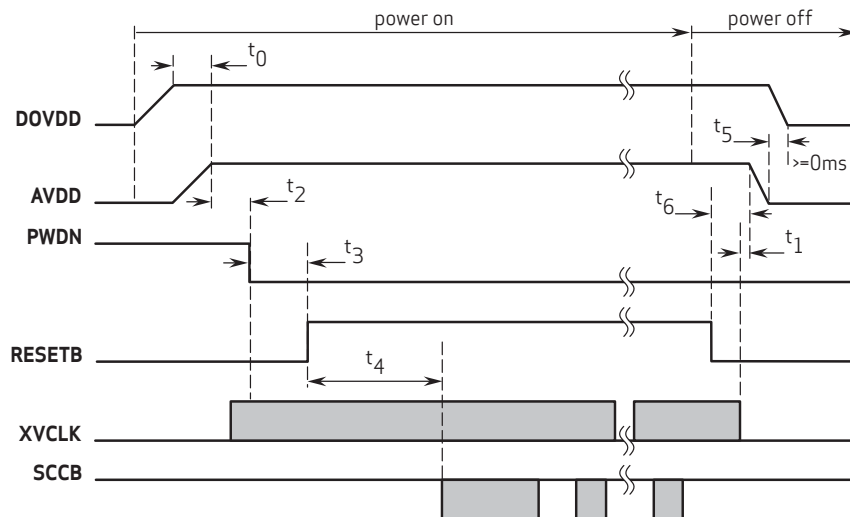 power on
power off
t0
DOVDD
t5
>=0ms
AVDD
t2
t6
PWDN
t3
t1
RESETB
t4
XVCLK
SCCB